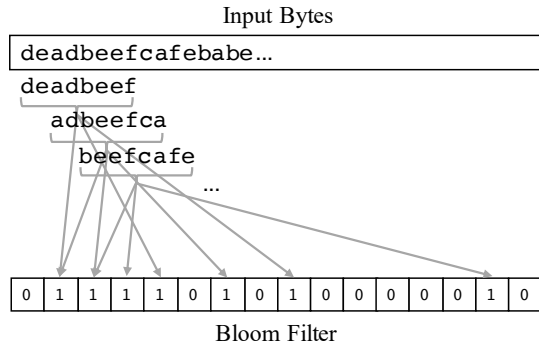 Input Bytes
deadbeefcafebabe...
deadbeef
adbeefca
beefcafe
...
0 1 1 1 1 0 1 0 1 0 0 0 0 0 1 0
Bloom Filter